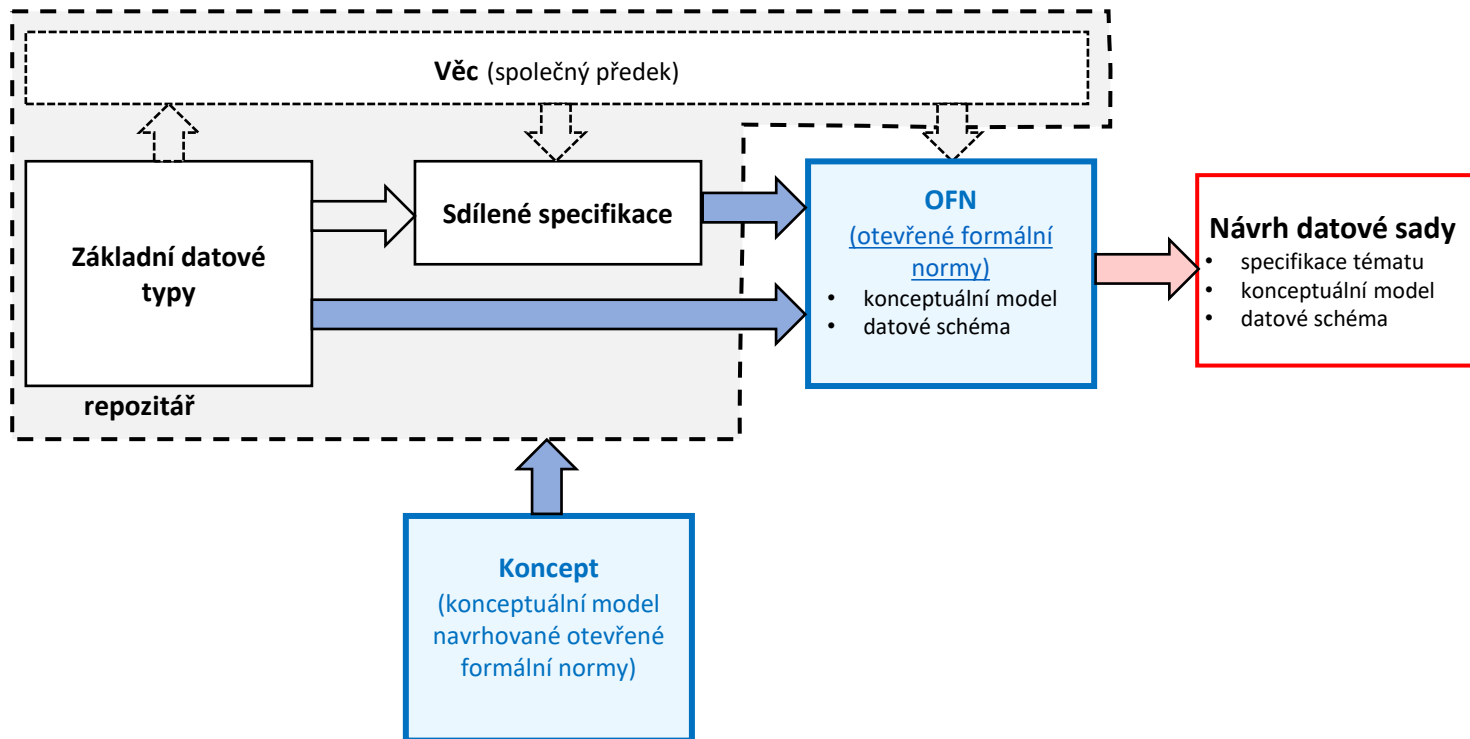 Věc (společný předek)
Základní datové
typy
Sdílené specifikace
OFN
(otevřené formální
normy)
• konceptuální model
• datové schéma
Návrh datové sady
• specifikace tématu
• konceptuální model
• datové schéma
repozitář
Koncept
(konceptuální model
navrhované otevřené
formální normy)